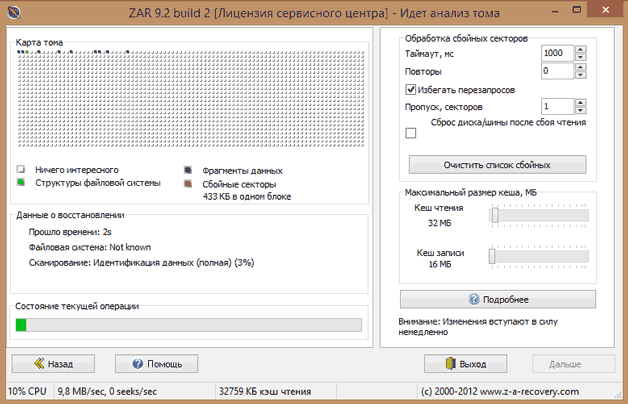 ZAR 9.2 build 2 [Лицензия сервисного центра] - Идет анализ тома
Карта тома
Ничего интересного
Фрагменты данных
Структуры файловой системы
Сбойные секторы
433 КБ в одном блоке
Данные о восстановлении
Прошло времени: 2s
Файловая система: Not known
Сканирование: Идентификация данных (полная) (3%)
Состояние текущей операции
Обработка сбойных секторов
Таймаут, мс
1000
Повторы
0
Избегать перезапросов
Пропуск, секторов
1
Сброс диска/шины после сбоя чтения
Очистить список сбойных
Максимальный размер кеша, МБ
Кеш чтения
32 МБ
Кеш записи
16 МБ
Подробнее
Внимание: Изменения вступают в силу
немедленно
Назад
Помощь
Выход
Дальше
10% CPU
9,8 MB/sec, 0 seeks/sec
32759 КБ кэш чтения
(c) 2000-2012 www.z-a-recovery.com